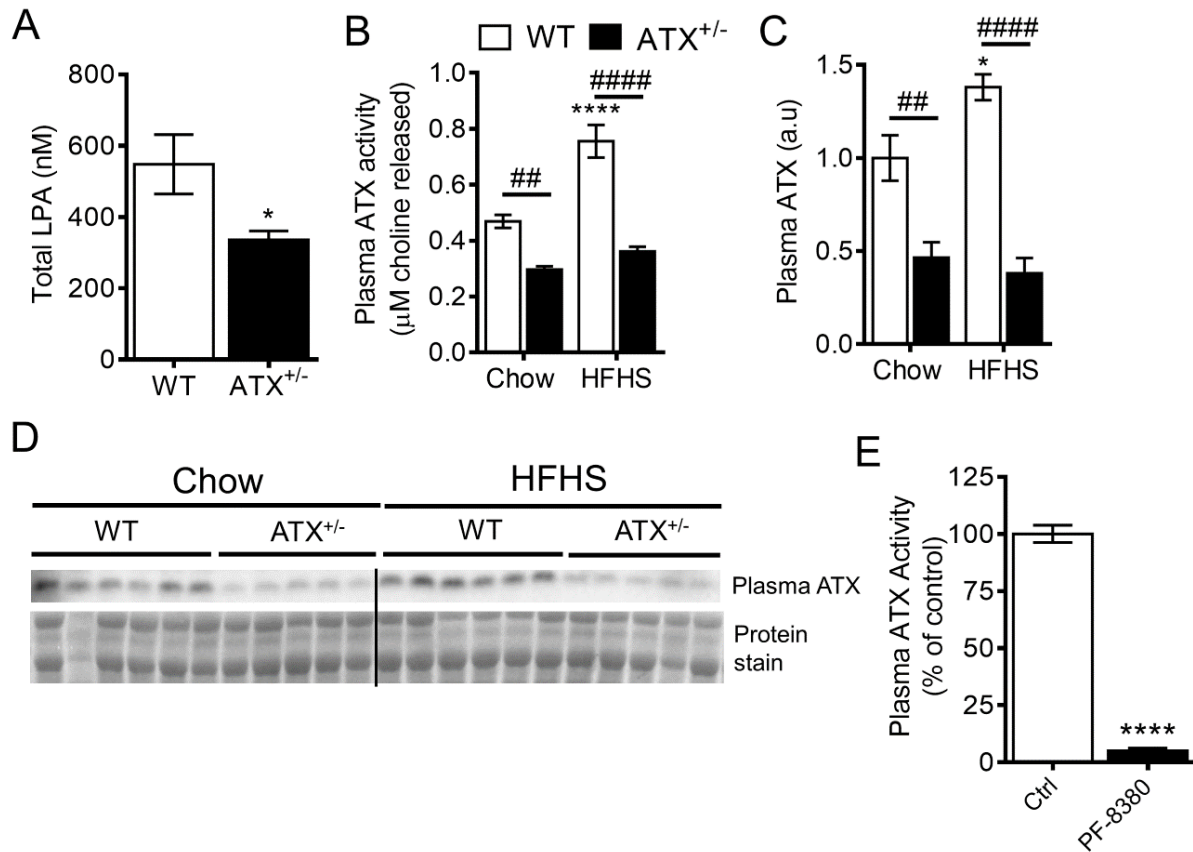 A
Total LPA (nM)
800
600
400
200
0
WT ATX+/-
B
WT ATX+/-
Plasma ATX activity
(µM choline released)
1.0
0.8
0.6
0.4
0.2
0.0
##
****
####
Chow HFHS
C
Plasma ATX (a.u)
1.5
1.0
0.5
0.0
##
*
####
Chow HFHS
*
D
Chow HFHS
WT ATX+/- WT ATX+/-
Plasma ATX
Protein
stain
E
Plasma ATX Activity
(% of control)
125
100
75
50
25
0
****
Ctrl
PF-8380